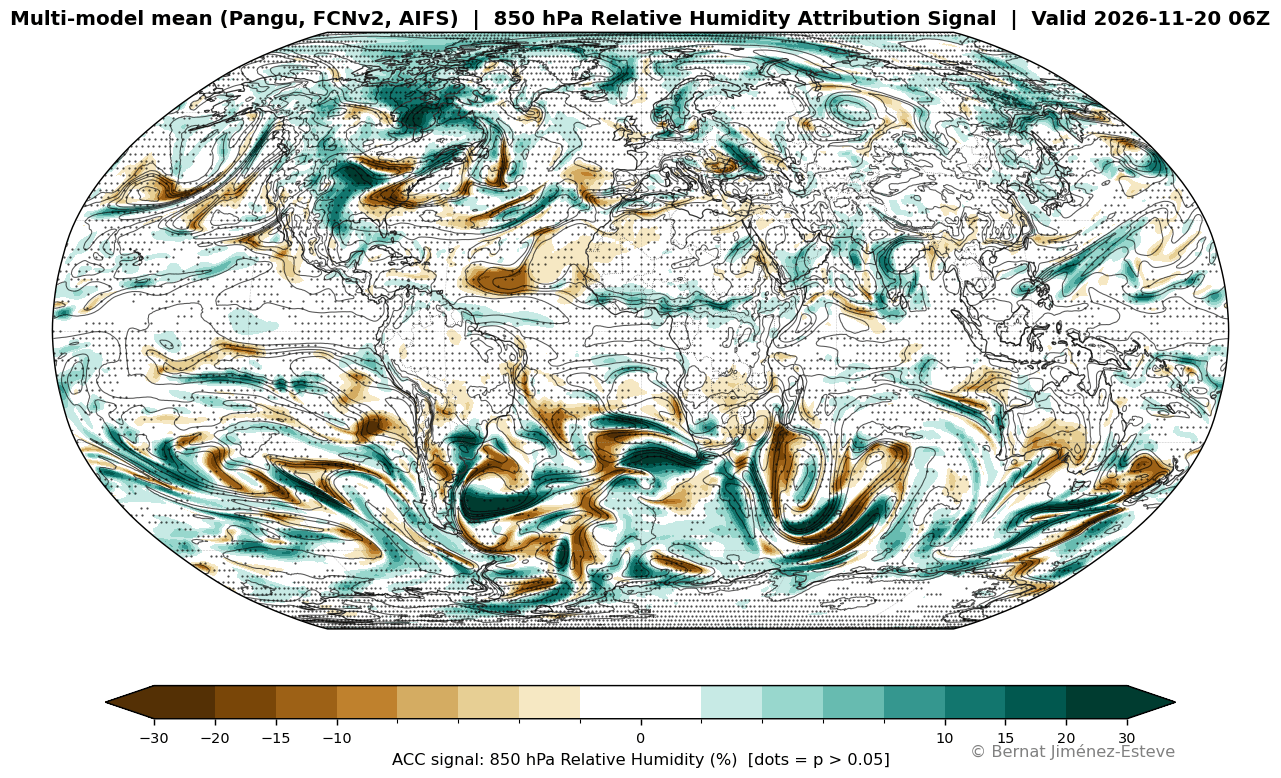 Multi-model mean (Pangu, FCNv2, AIFS)  |  850 hPa Relative Humidity Attribution Signal  |  Valid 2026-11-20 06Z
−30 −20 −15 −10 0 10 15 20 30
ACC signal: 850 hPa Relative Humidity (%)  [dots = p > 0.05]
© Bernat Jiménez-Esteve